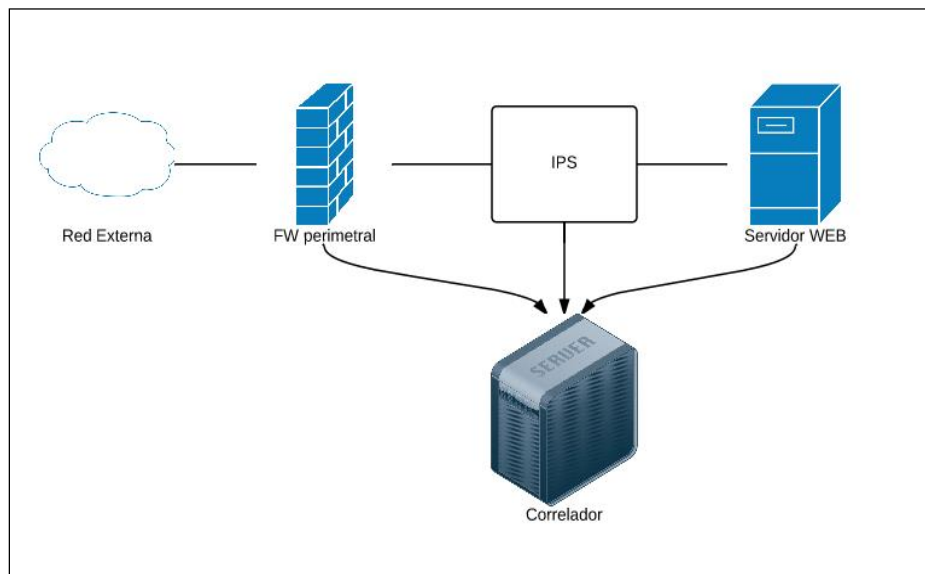 IPS
Red Externa
FW perimetral
Servidor WEB
SERVER
Correlador